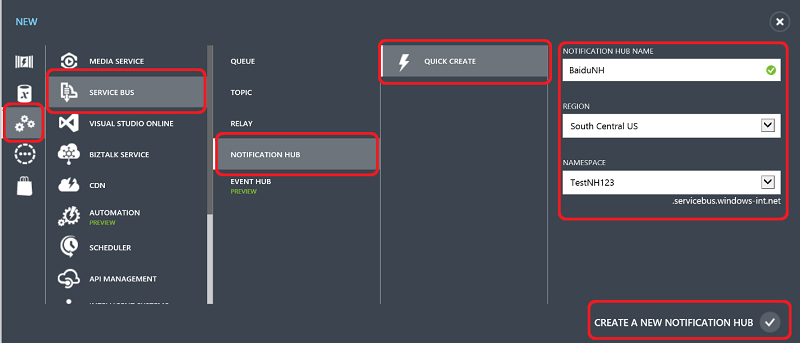 NEW
MEDIA SERVICE
SERVICE BUS
VISUAL STUDIO ONLINE
BIZTALK SERVICE
CDN
AUTOMATION
PREVIEW
SCHEDULER
API MANAGEMENT
QUEUE
TOPIC
RELAY
NOTIFICATION HUB
EVENT HUB
PREVIEW
QUICK CREATE
NOTIFICATION HUB NAME
BaiduNH
REGION
South Central US
NAMESPACE
TestNH123
.servicebus.windows-int.net
CREATE A NEW NOTIFICATION HUB